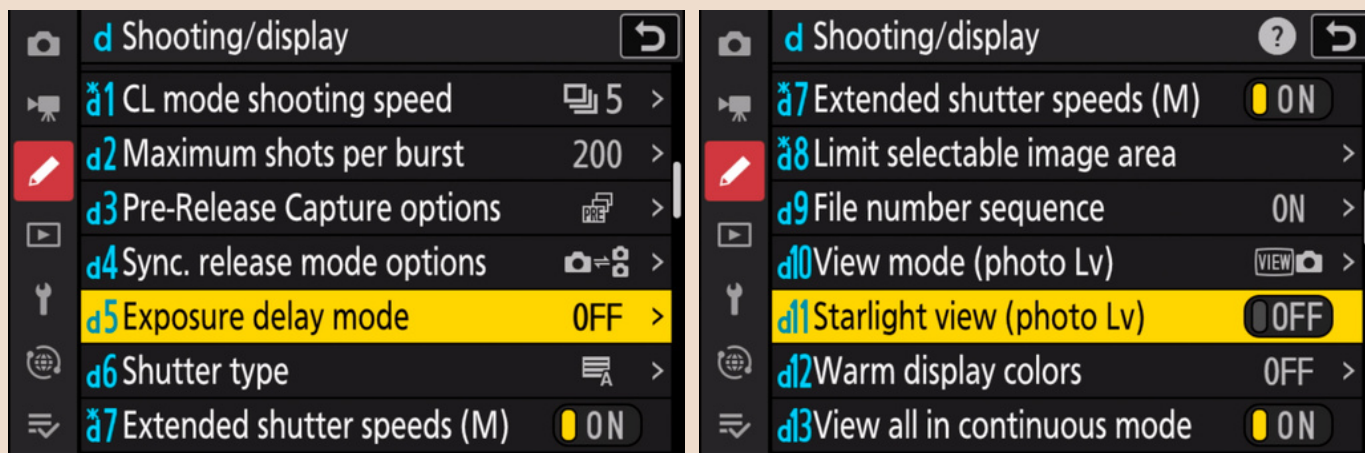 d Shooting/display
*d1 CL mode shooting speed 5 >
d2 Maximum shots per burst 200 >
d3 Pre-Release Capture options PRE >
d4 Sync. release mode options >
d5 Exposure delay mode OFF >
d6 Shutter type A >
*d7 Extended shutter speeds (M) ON
d Shooting/display ?
*d7 Extended shutter speeds (M) ON
*d8 Limit selectable image area >
d9 File number sequence ON >
d10 View mode (photo Lv) VIEW >
d11 Starlight view (photo Lv) OFF
d12 Warm display colors OFF >
d13 View all in continuous mode ON